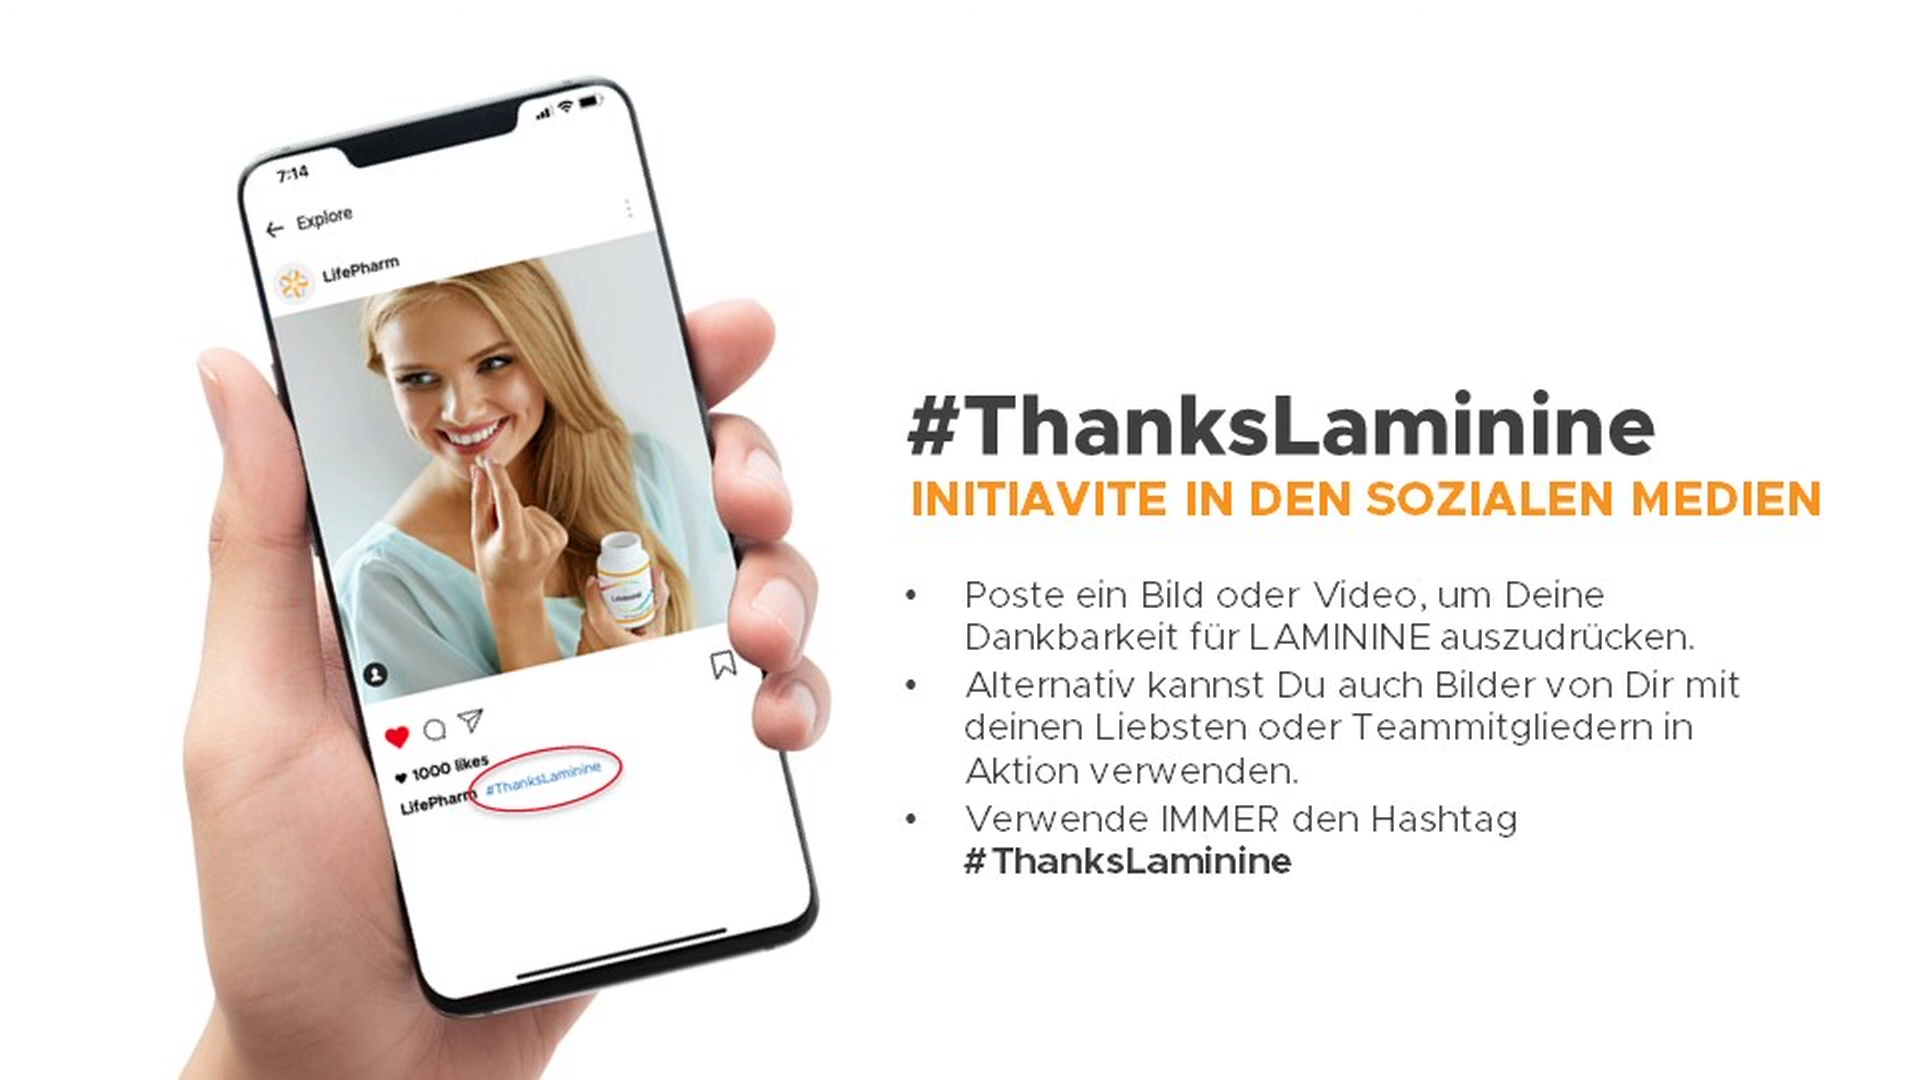 7:14
← Explore
LifePharm
1000 likes
LifePharm #ThanksLaminine
#ThanksLaminine
INITIAVITE IN DEN SOZIALEN MEDIEN
• Poste ein Bild oder Video, um Deine
Dankbarkeit für LAMININE auszudrücken.
• Alternativ kannst Du auch Bilder von Dir mit
deinen Liebsten oder Teammitgliedern in
Aktion verwenden.
• Verwende IMMER den Hashtag
#ThanksLaminine